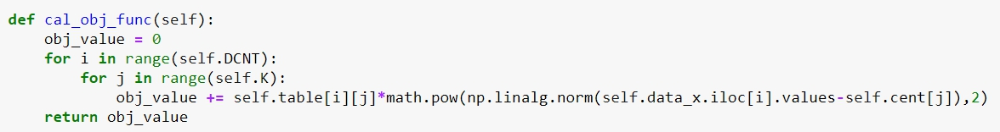 def cal_obj_func(self):
    obj_value = 0
    for i in range(self.DCNT):
        for j in range(self.K):
            obj_value += self.table[i][j]*math.pow(np.linalg.norm(self.data_x.iloc[i].values-self.cent[j]),2)
    return obj_value